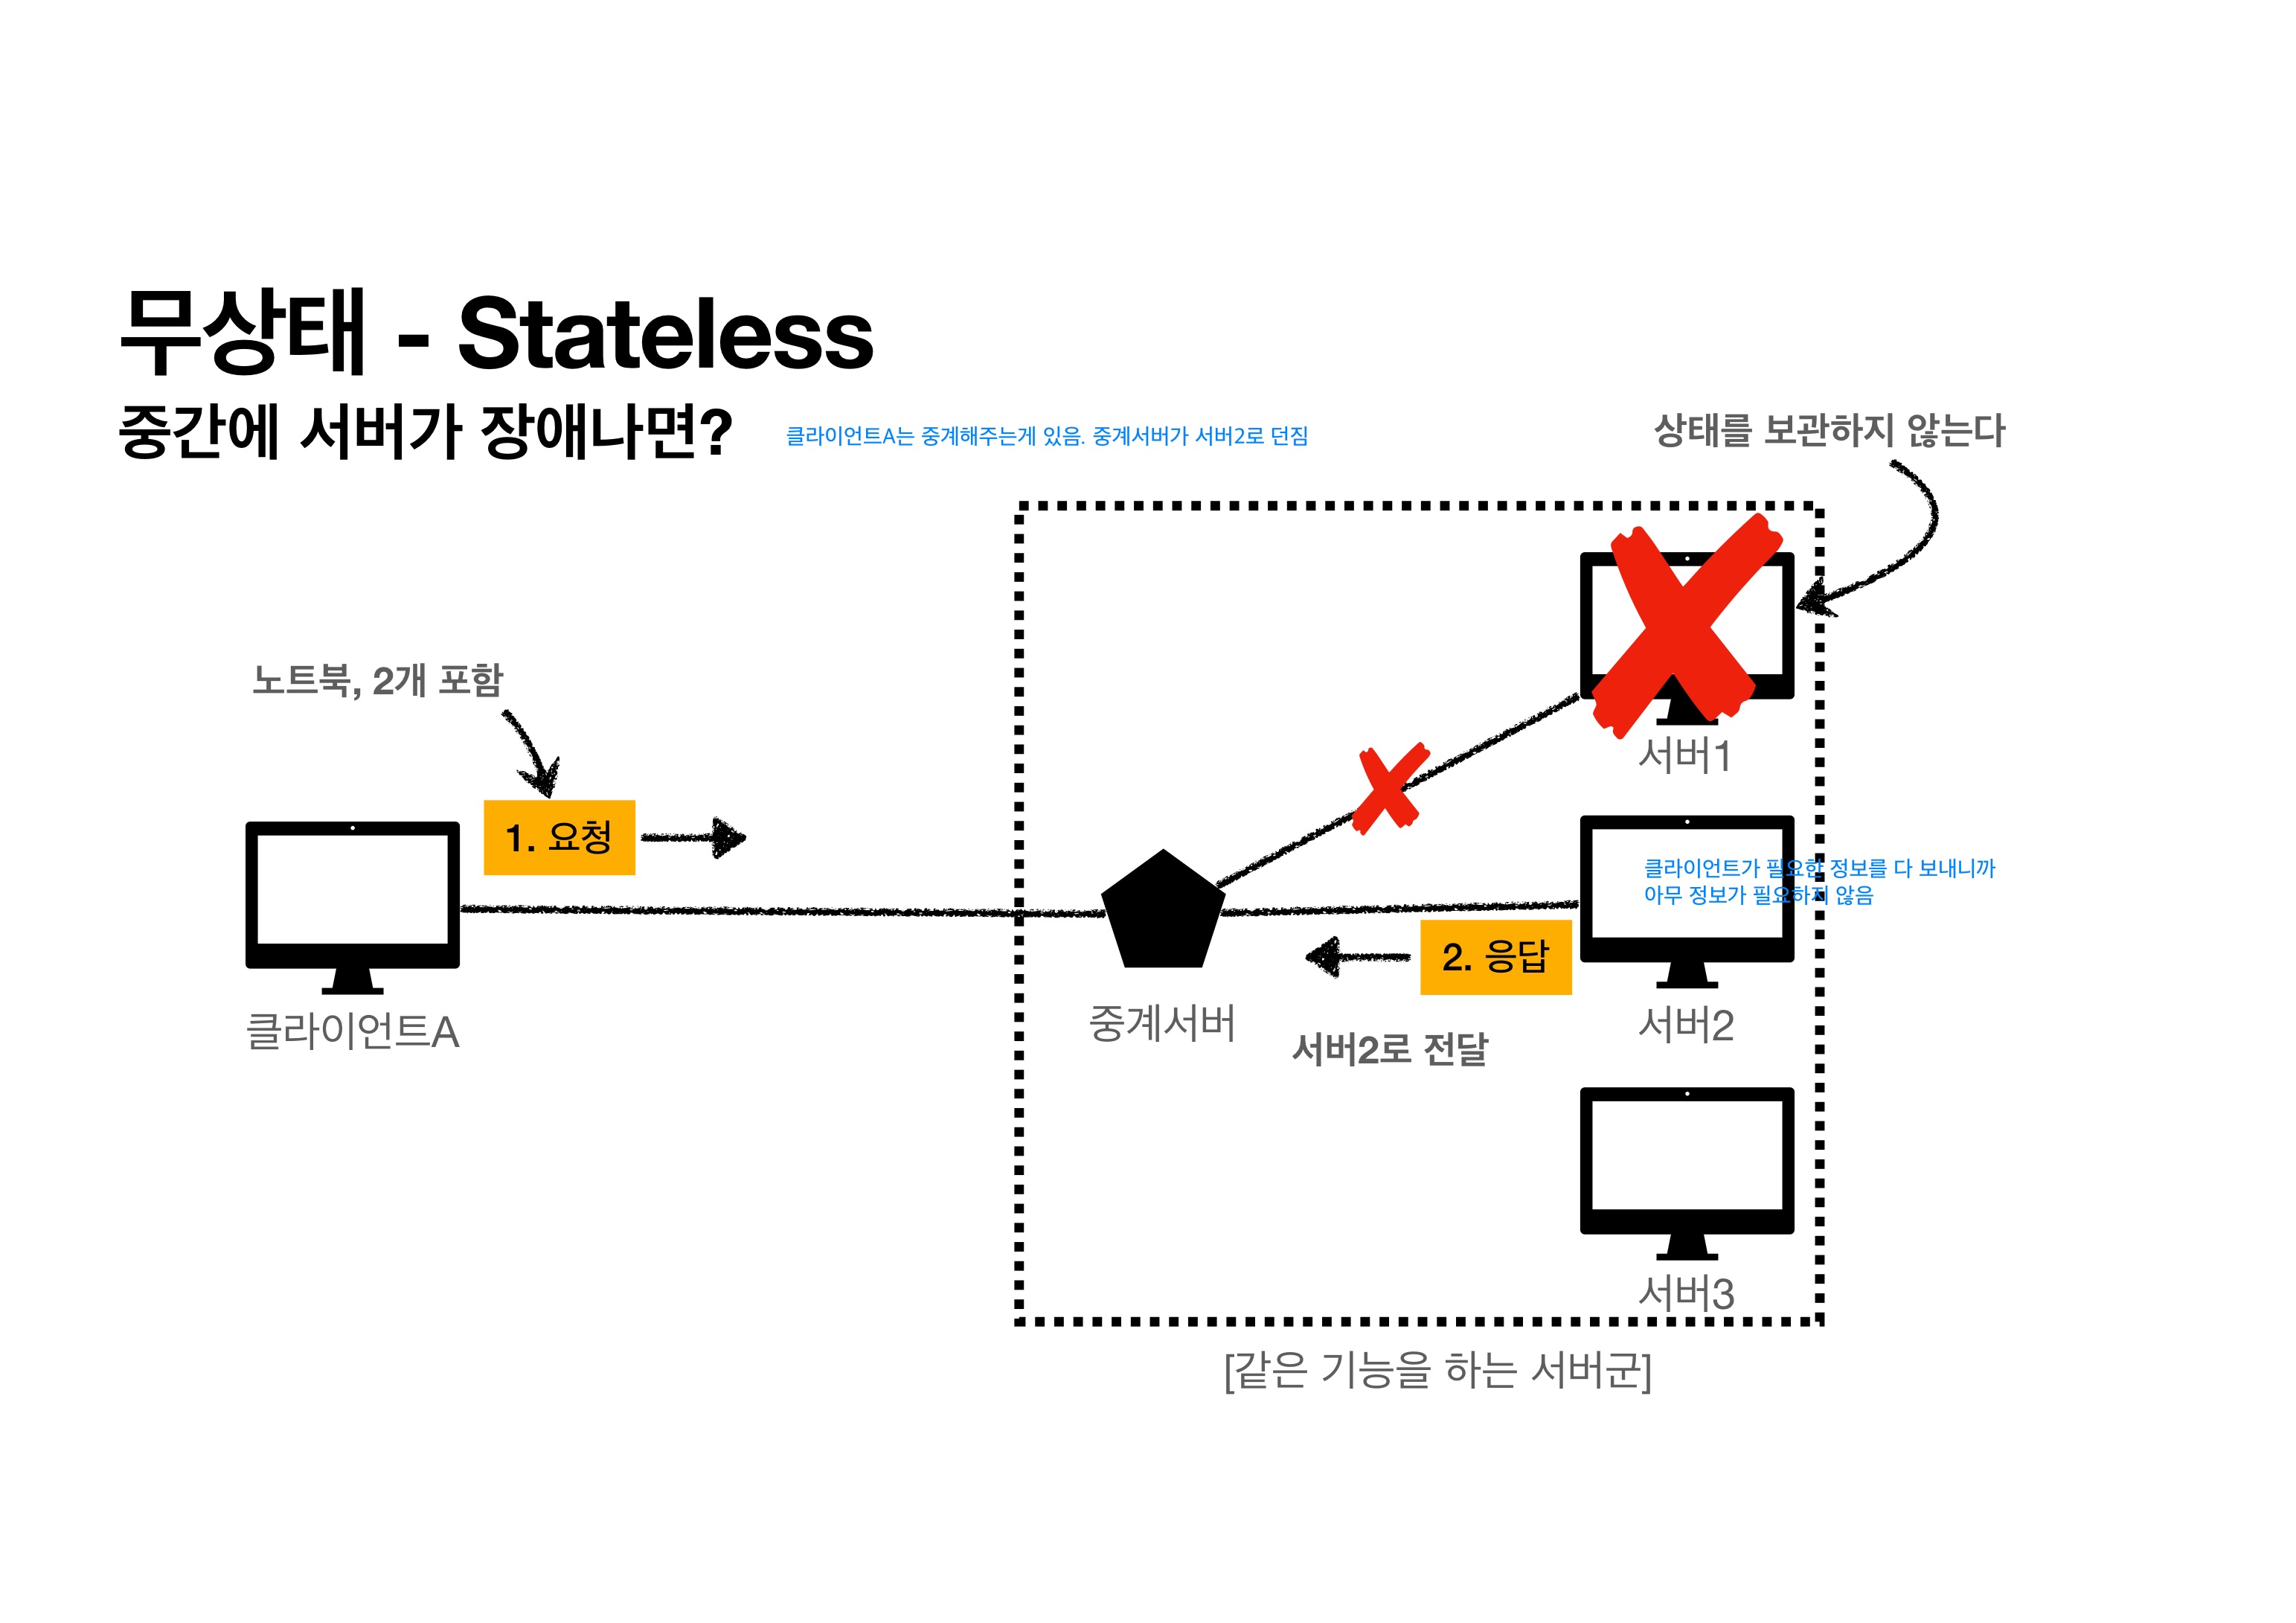 무상태 - Stateless
중간에 서버가 장애나면?
클라이언트A는 중계해주는게 있음. 중계서버가 서버2로 던짐
상태를 보관하지 않는다
노트북, 2개 포함
1. 요청
클라이언트A
중계서버
서버1
클라이언트가 필요한 정보를 다 보내니까
아무 정보가 필요하지 않음
2. 응답
서버2로 전달
서버2
서버3
[같은 기능을 하는 서버군]